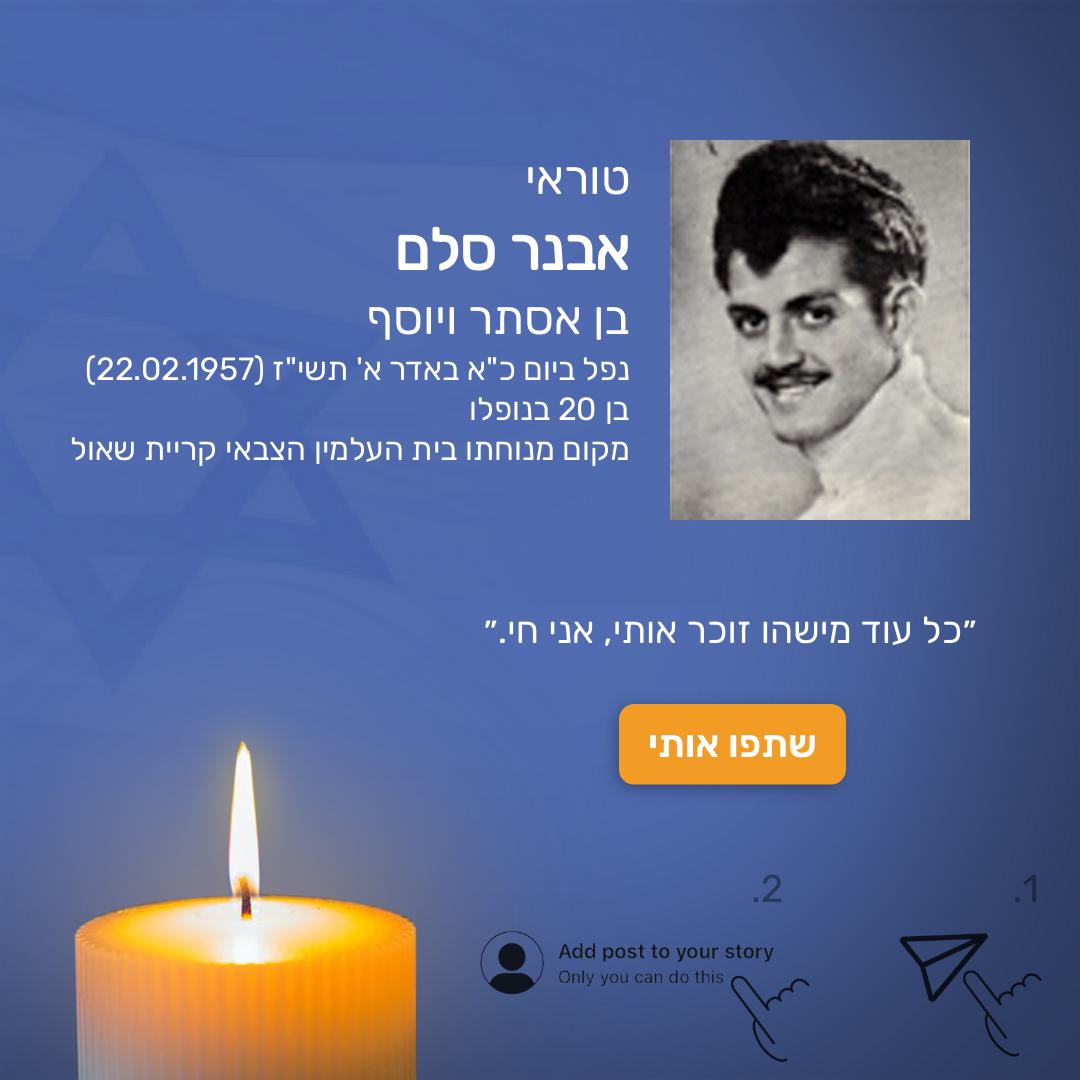 טוראי
אבנר סלם
בן אסתר ויוסף
נפל ביום כ"א באדר א' תשי"ז (22.02.1957)
בן 20 בנופלו
מקום מנוחתו בית העלמין הצבאי קריית שאול
״כל עוד מישהו זוכר אותי, אני חי.״
שתפו אותי
.1
.2
Add post to your story
Only you can do this